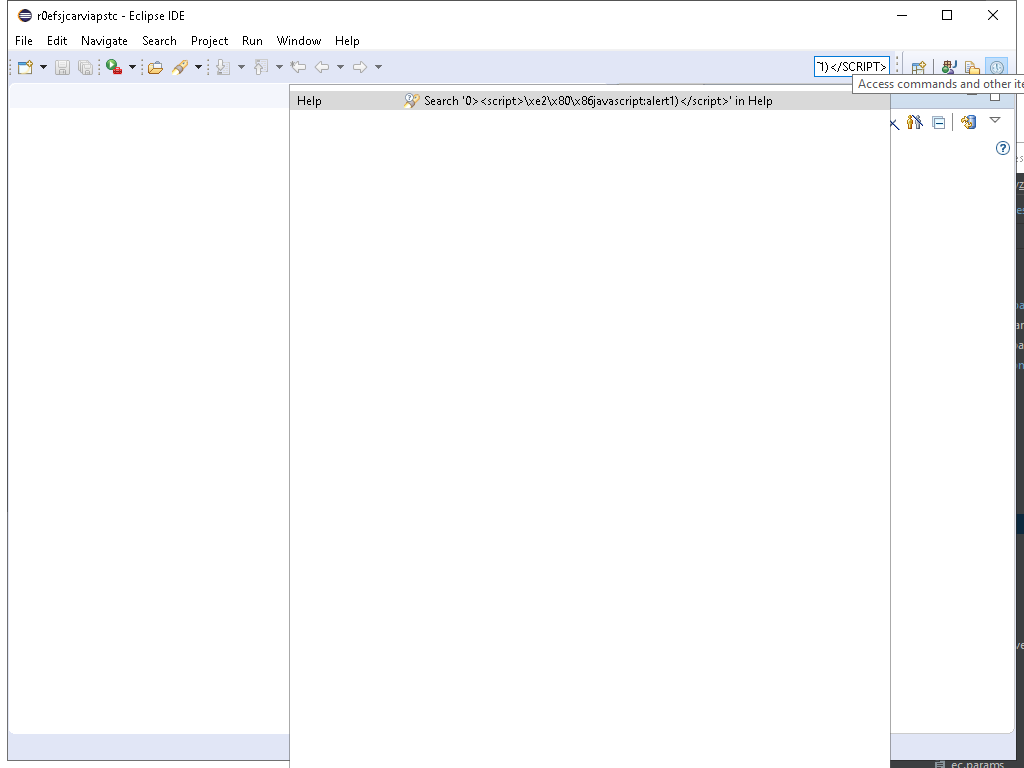 r0efsjcarviapstc - Eclipse IDE
File Edit Navigate Search Project Run Window Help
1)</SCRIPT>
Access commands and other ite
Help Search '0><script>\xe2\x80\x86javascript:alert1)</script>' in Help
ec.params